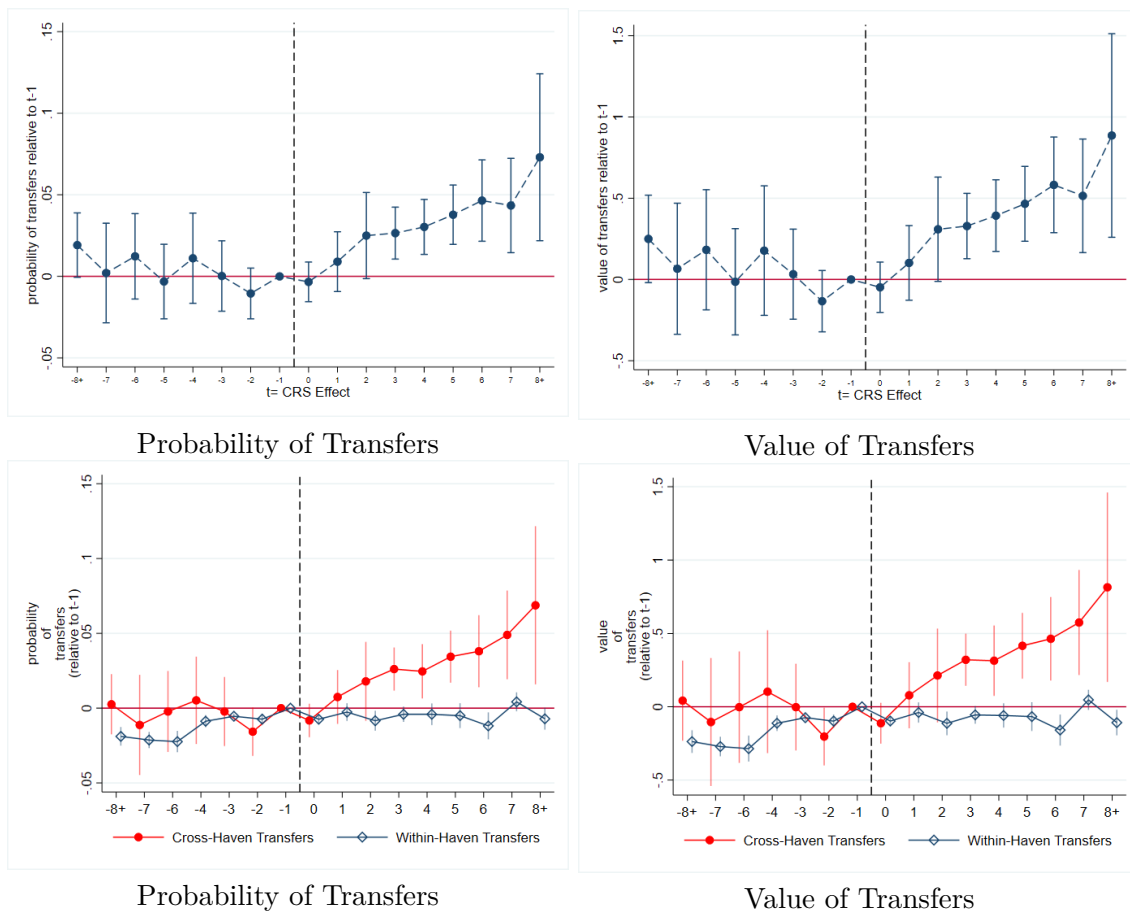 probability of transfers relative to t-1
.15
.1
.05
0
-.05
-8+ -7 -6 -5 -4 -3 -2 -1 0 1 2 3 4 5 6 7 8+
t= CRS Effect
Probability of Transfers
value of transfers relative to t-1
1.5
1
.5
0
-.5
-8+ -7 -6 -5 -4 -3 -2 -1 0 1 2 3 4 5 6 7 8+
t= CRS Effect
Value of Transfers
probability
of
transfers
(relative to t-1)
.15
.1
.05
0
-.05
-8+ -7 -6 -4 -3 -2 -1 0 1 2 3 4 5 6 7 8+
Cross-Haven Transfers Within-Haven Transfers
Probability of Transfers
value
of
transfers
(relative to t-1)
1.5
1
.5
0
-.5
-8+ -7 -6 -4 -3 -2 -1 0 1 2 3 4 5 6 7 8+
Cross-Haven Transfers Within-Haven Transfers
Value of Transfers